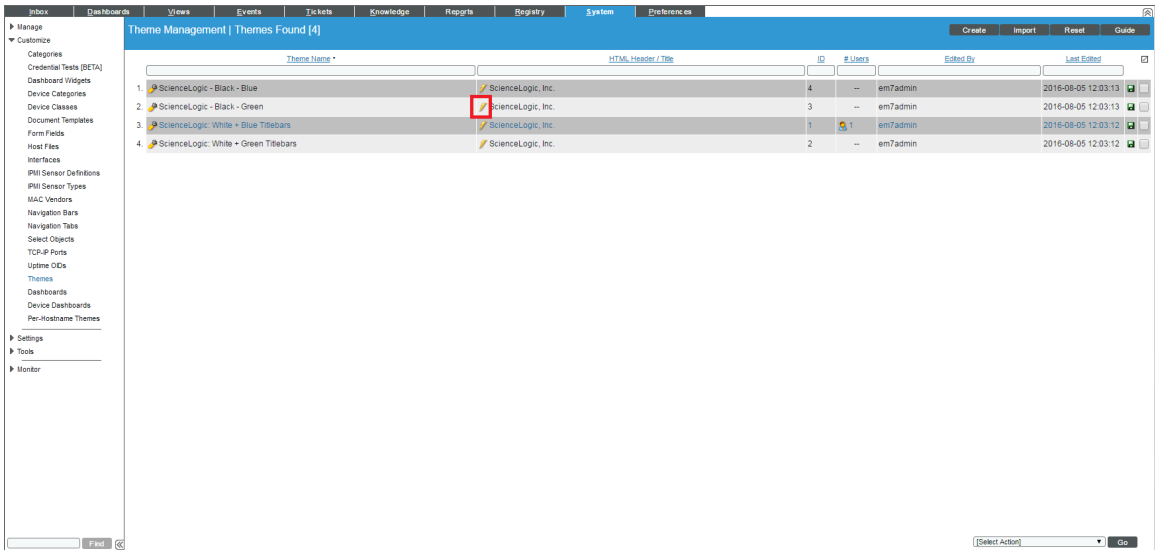 Inbox Dashboards Views Events Tickets Knowledge Reports Registry System Preferences
Manage
Customize
Categories
Credential Tests [BETA]
Dashboard Widgets
Device Categories
Device Classes
Document Templates
Form Fields
Host Files
Interfaces
IPMI Sensor Definitions
IPMI Sensor Types
MAC Vendors
Navigation Bars
Navigation Tabs
Select Objects
TCP-IP Ports
Uptime OIDs
Themes
Dashboards
Device Dashboards
Per-Hostname Themes
Settings
Tools
Monitor
Find
Theme Management | Themes Found [4] Create Import Reset Guide
Theme Name • HTML Header / Title ID # Users Edited By Last Edited
1. ScienceLogic - Black - Blue ScienceLogic, Inc. 4 -- em7admin 2016-08-05 12:03:13
2. ScienceLogic - Black - Green ScienceLogic, Inc. 3 -- em7admin 2016-08-05 12:03:13
3. ScienceLogic: White + Blue Titlebars ScienceLogic, Inc. 1 1 em7admin 2016-08-05 12:03:12
4. ScienceLogic: White + Green Titlebars ScienceLogic, Inc. 2 -- em7admin 2016-08-05 12:03:12
[Select Action] Go